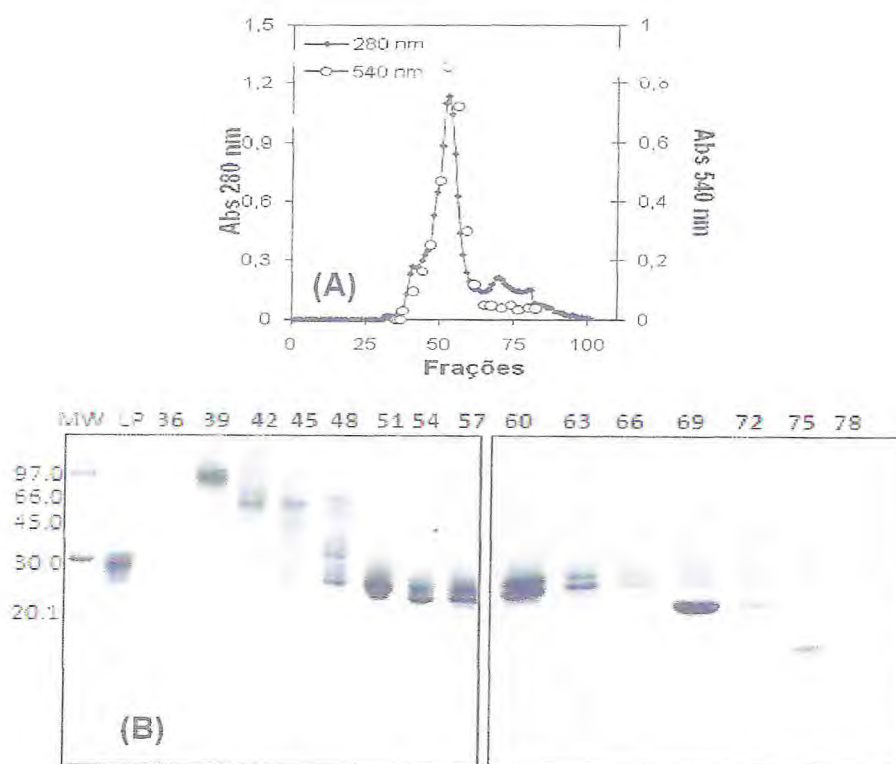 1,5
1
280 nm
540 nm
1,2
0,8
0,9
0,6
0,6
0,4
0,3
0,2
0
0
Abs 280 nm
Abs 540 nm
(A)
0 25 50 75 100
Frações
MW LP 36 39 42 45 48 51 54 57 60 63 66 69 72 75 78
97.0
66.0
45.0
30.0
20.1
(B)